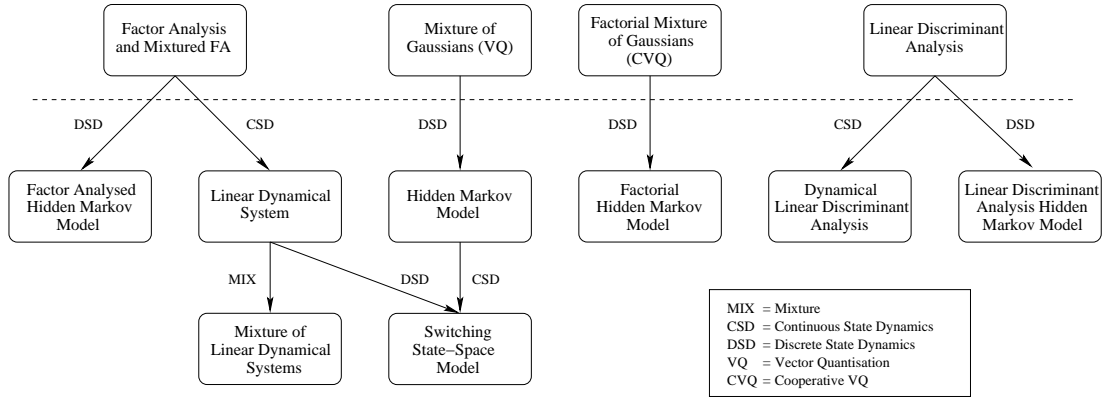 Factor Analysis
and Mixtured FA
Mixture of
Gaussians (VQ)
Factorial Mixture
of Gaussians
(CVQ)
Linear Discriminant
Analysis
DSD
CSD
DSD
DSD
CSD
DSD
Factor Analysed
Hidden Markov
Model
Linear Dynamical
System
Hidden Markov
Model
Factorial
Hidden Markov
Model
Dynamical
Linear Discriminant
Analysis
Linear Discriminant
Analysis Hidden
Markov Model
MIX
DSD
CSD
Mixture of
Linear Dynamical
Systems
Switching
State−Space
Model
MIX = Mixture
CSD = Continuous State Dynamics
DSD = Discrete State Dynamics
VQ = Vector Quantisation
CVQ = Cooperative VQ